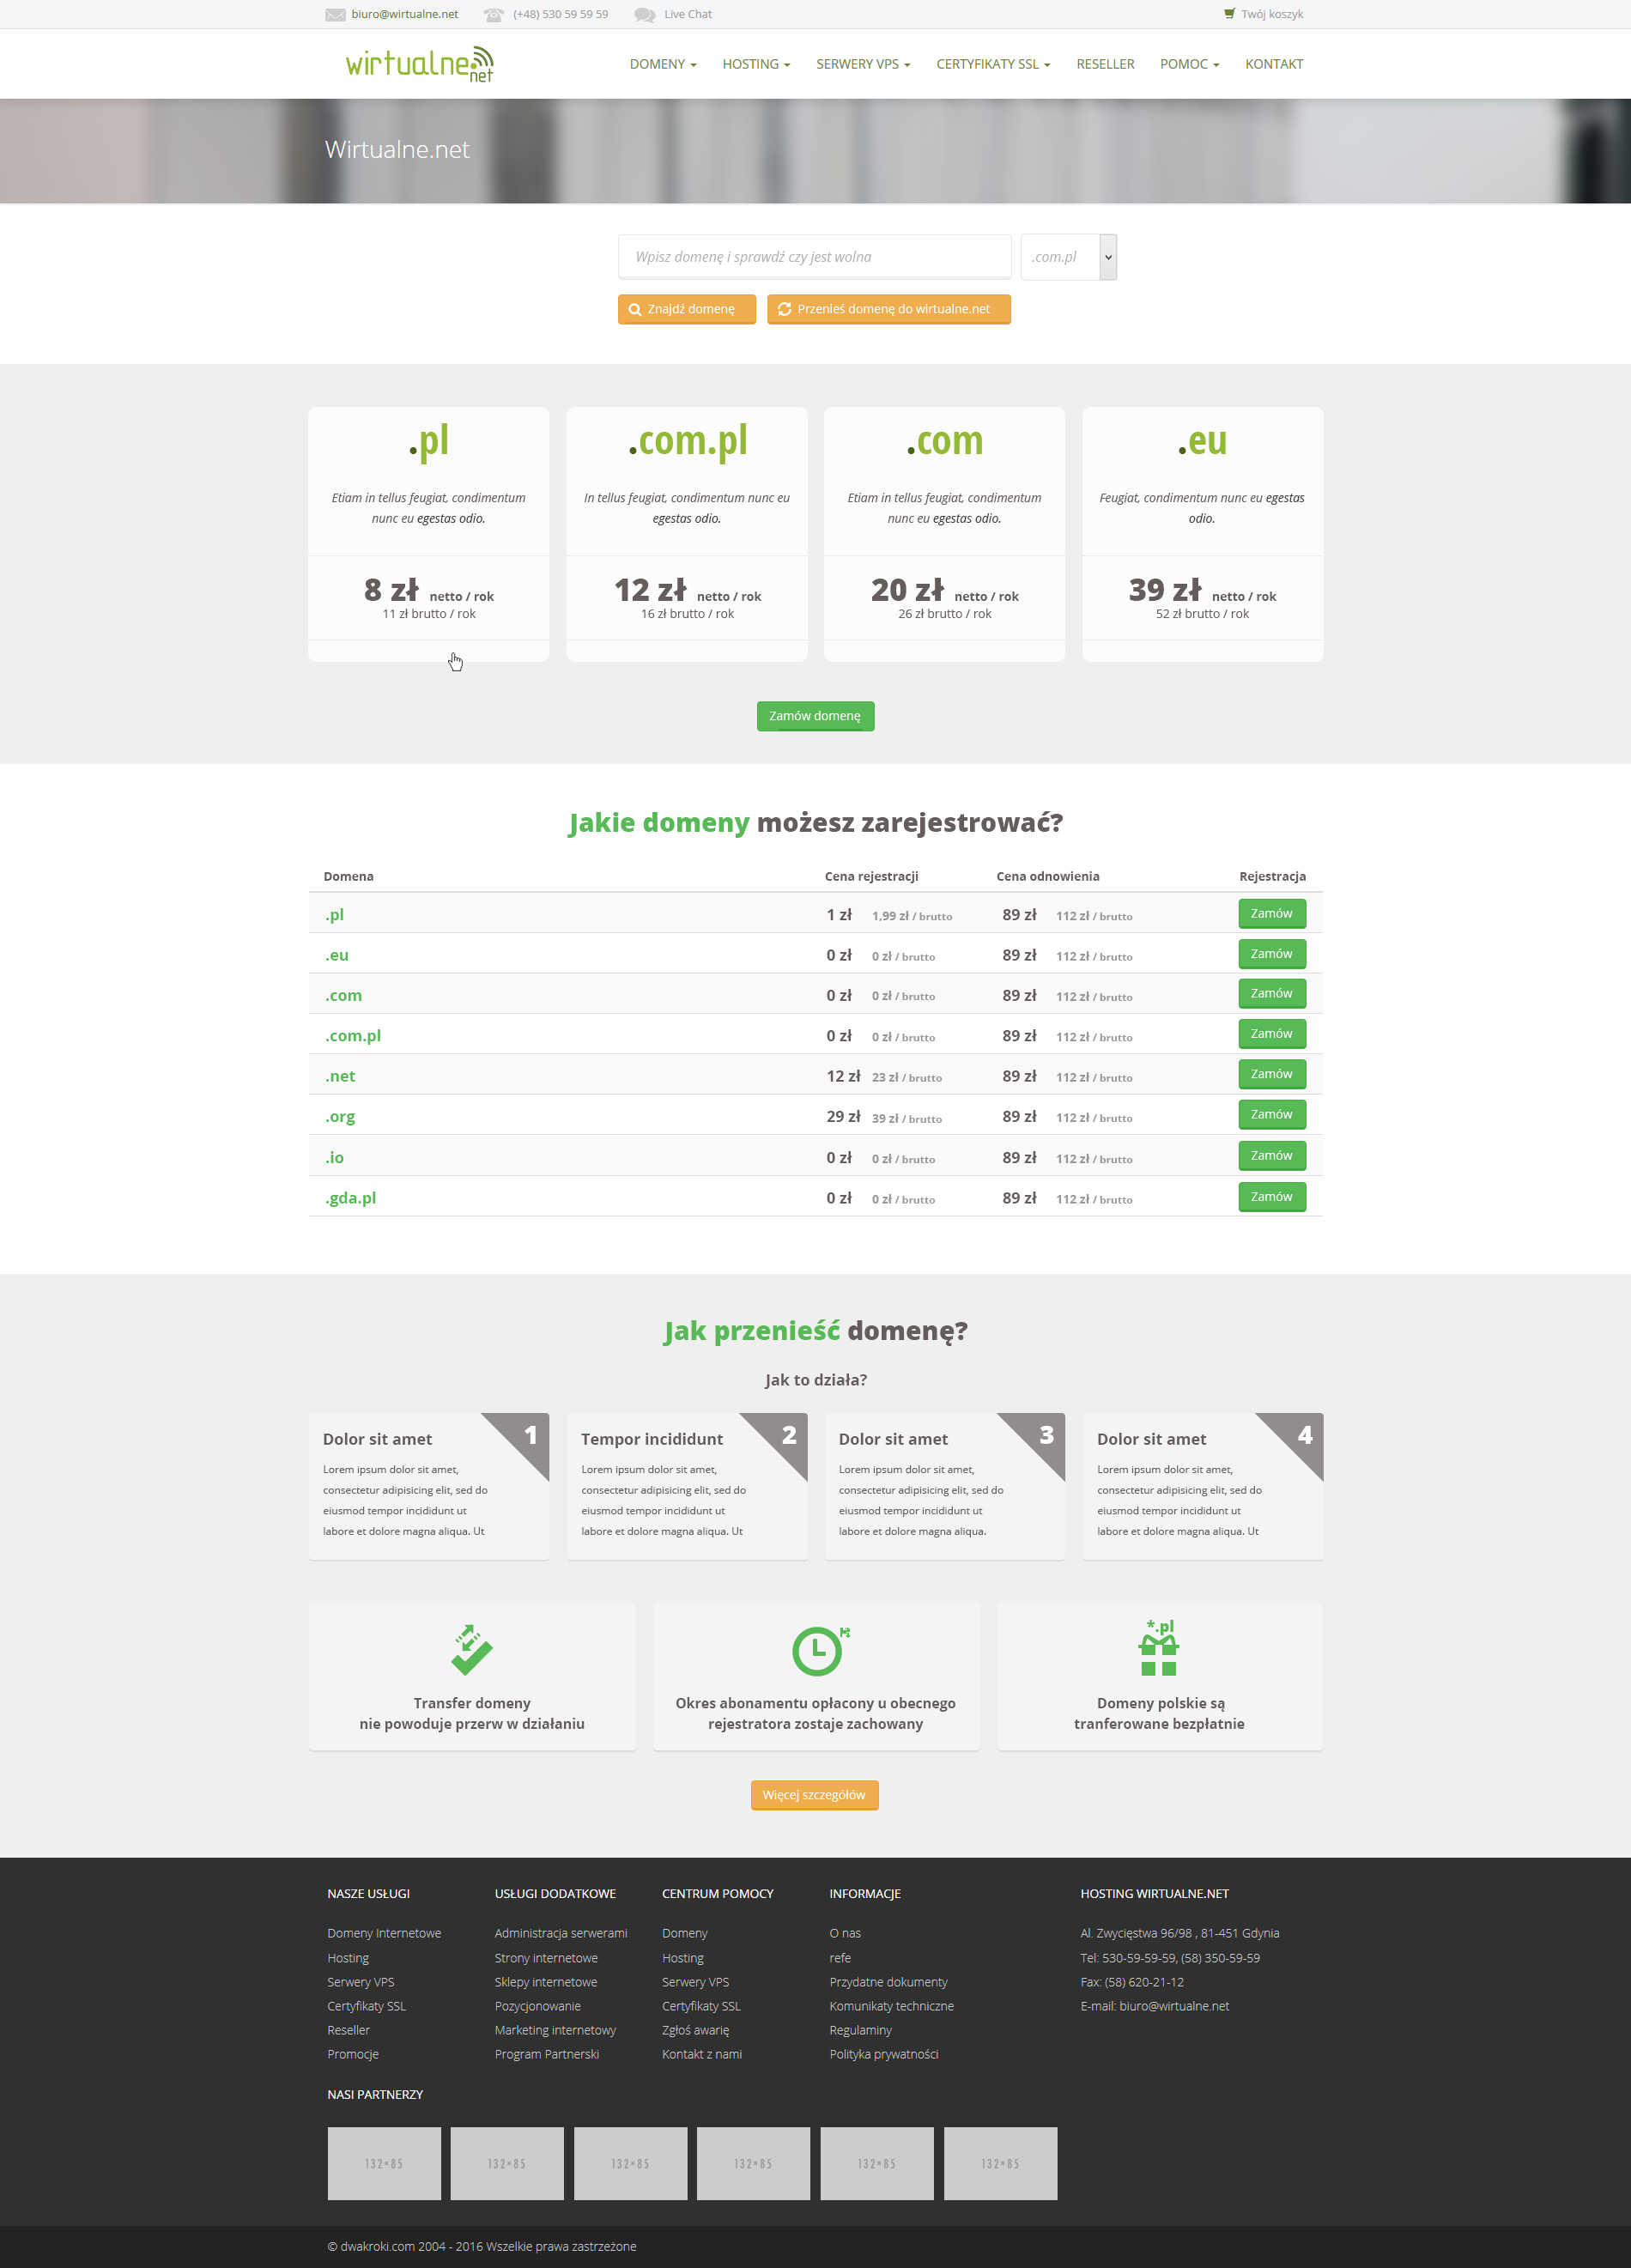 biuro@wirtualne.net (+48) 530 59 59 59 Live Chat Twój koszyk
wirtualne.net DOMENY HOSTING SERWERY VPS CERTYFIKATY SSL RESELLER POMOC KONTAKT
Wirtualne.net
Wpisz domenę i sprawdź czy jest wolna .com.pl
Znajdź domenę Przenieś domenę do wirtualne.net
.pl
Etiam in tellus feugiat, condimentum
nunc eu egestas odio.
8 zł netto / rok
11 zł brutto / rok
.com.pl
In tellus feugiat, condimentum nunc eu
egestas odio.
12 zł netto / rok
16 zł brutto / rok
.com
Etiam in tellus feugiat, condimentum
nunc eu egestas odio.
20 zł netto / rok
26 zł brutto / rok
.eu
Feugiat, condimentum nunc eu egestas
odio.
39 zł netto / rok
52 zł brutto / rok
Zamów domenę
Jakie domeny możesz zarejestrować?
Domena Cena rejestracji Cena odnowienia Rejestracja
.pl 1 zł 1,99 zł / brutto 89 zł 112 zł / brutto Zamów
.eu 0 zł 0 zł / brutto 89 zł 112 zł / brutto Zamów
.com 0 zł 0 zł / brutto 89 zł 112 zł / brutto Zamów
.com.pl 0 zł 0 zł / brutto 89 zł 112 zł / brutto Zamów
.net 12 zł 23 zł / brutto 89 zł 112 zł / brutto Zamów
.org 29 zł 39 zł / brutto 89 zł 112 zł / brutto Zamów
.io 0 zł 0 zł / brutto 89 zł 112 zł / brutto Zamów
.gda.pl 0 zł 0 zł / brutto 89 zł 112 zł / brutto Zamów
Jak przenieść domenę?
Jak to działa?
Dolor sit amet 1
Lorem ipsum dolor sit amet,
consectetur adipisicing elit, sed do
eiusmod tempor incididunt ut
labore et dolore magna aliqua. Ut
Tempor incididunt 2
Lorem ipsum dolor sit amet,
consectetur adipisicing elit, sed do
eiusmod tempor incididunt ut
labore et dolore magna aliqua. Ut
Dolor sit amet 3
Lorem ipsum dolor sit amet,
consectetur adipisicing elit, sed do
eiusmod tempor incididunt ut
labore et dolore magna aliqua.
Dolor sit amet 4
Lorem ipsum dolor sit amet,
consectetur adipisicing elit, sed do
eiusmod tempor incididunt ut
labore et dolore magna aliqua. Ut
Transfer domeny
nie powoduje przerw w działaniu
Okres abonamentu opłacony u obecnego
rejestratora zostaje zachowany
*.pl
Domeny polskie są
tranferowane bezpłatnie
Więcej szczegółów
NASZE USŁUGI
Domeny Internetowe
Hosting
Serwery VPS
Certyfikaty SSL
Reseller
Promocje
USŁUGI DODATKOWE
Administracja serwerami
Strony internetowe
Sklepy internetowe
Pozycjonowanie
Marketing internetowy
Program Partnerski
CENTRUM POMOCY
Domeny
Hosting
Serwery VPS
Certyfikaty SSL
Zgłoś awarię
Kontakt z nami
INFORMACJE
O nas
refe
Przydatne dokumenty
Komunikaty techniczne
Regulaminy
Polityka prywatności
HOSTING WIRTUALNE.NET
Al. Zwycięstwa 96/98 , 81-451 Gdynia
Tel: 530-59-59-59, (58) 350-59-59
Fax: (58) 620-21-12
E-mail: biuro@wirtualne.net
NASI PARTNERZY
132×85 132×85 132×85 132×85 132×85 132×85
© dwakroki.com 2004 - 2016 Wszelkie prawa zastrzeżone